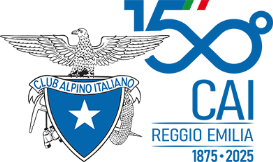 CLUB ALPINO ITALIANO
150°
CAI
REGGIO EMILIA
1875•2025